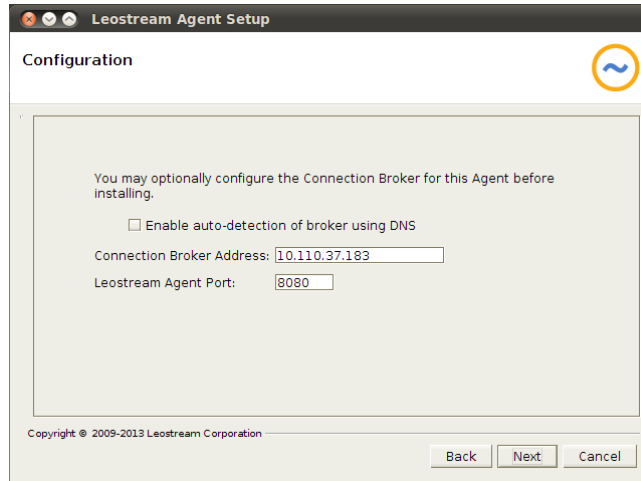 Leostream Agent Setup
Configuration
You may optionally configure the Connection Broker for this Agent before
installing.
Enable auto-detection of broker using DNS
Connection Broker Address: 10.110.37.183
Leostream Agent Port: 8080
Copyright © 2009-2013 Leostream Corporation
Back Next Cancel